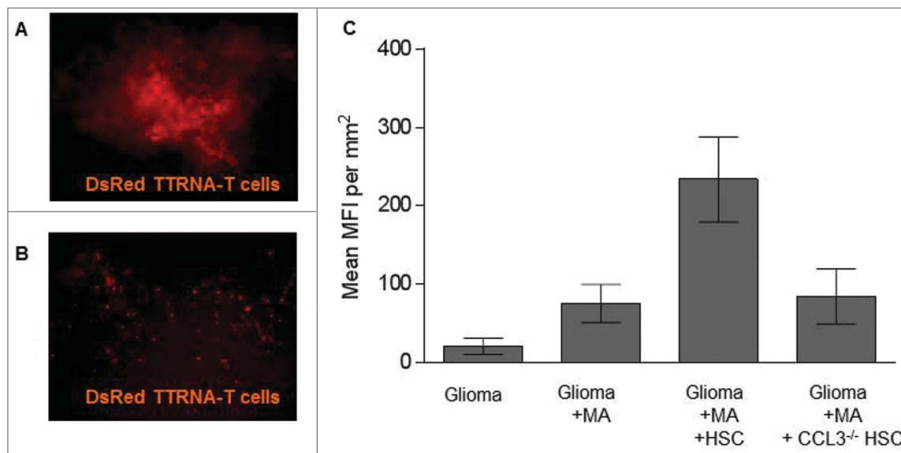 A
DsRed TTRNA-T cells
B
DsRed TTRNA-T cells
C
Mean MFI per mm²
400
300
200
100
0
Glioma
Glioma
+MA
Glioma
+MA
+HSC
Glioma
+MA
+ CCL3⁻/⁻ HSC